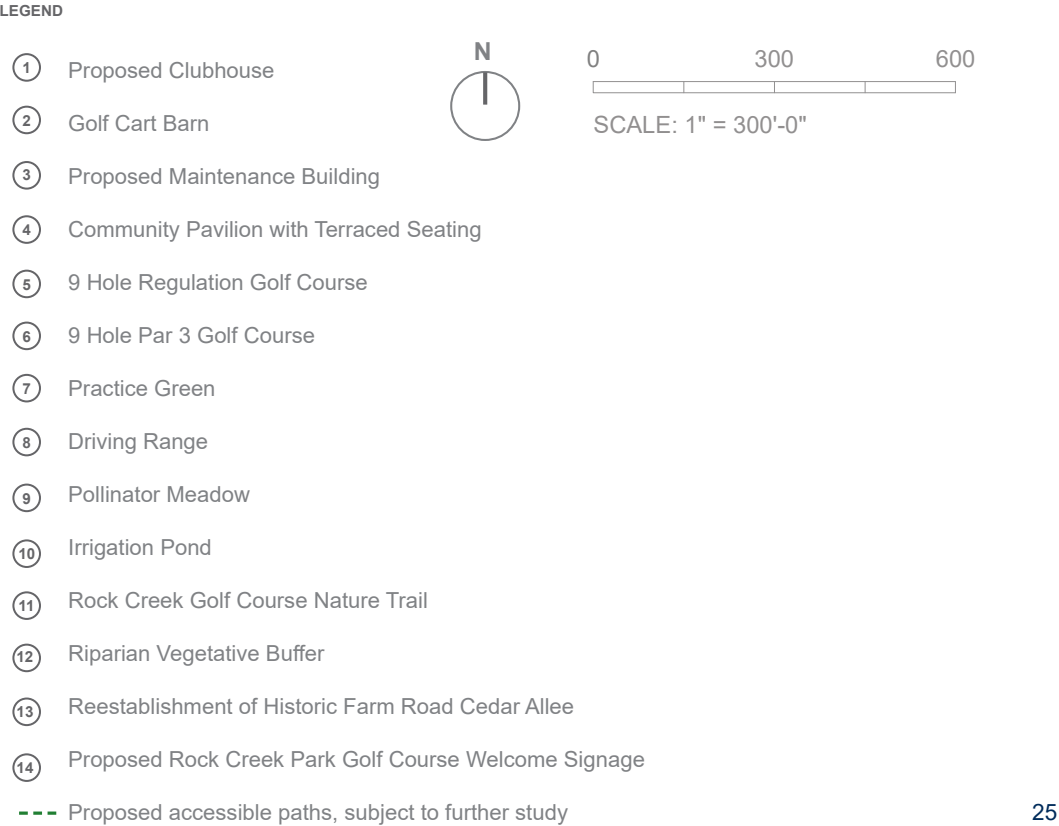 LEGEND
N
0 300 600
SCALE: 1" = 300'-0"
1 Proposed Clubhouse
2 Golf Cart Barn
3 Proposed Maintenance Building
4 Community Pavilion with Terraced Seating
5 9 Hole Regulation Golf Course
6 9 Hole Par 3 Golf Course
7 Practice Green
8 Driving Range
9 Pollinator Meadow
10 Irrigation Pond
11 Rock Creek Golf Course Nature Trail
12 Riparian Vegetative Buffer
13 Reestablishment of Historic Farm Road Cedar Allee
14 Proposed Rock Creek Park Golf Course Welcome Signage
Proposed accessible paths, subject to further study
25